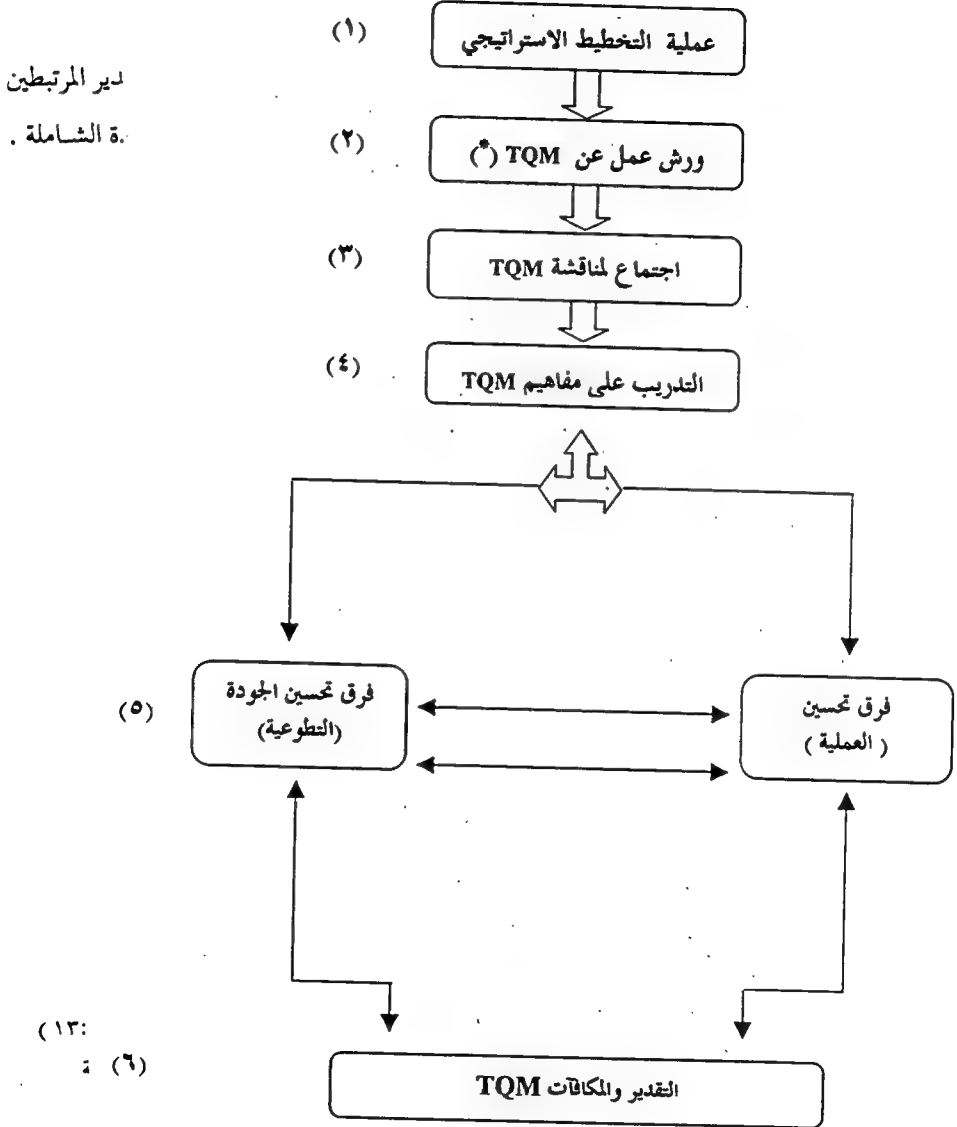 (١) عملية التخطيط الاستراتيجي
دير المرتبطين
ة الشاملة .
(٢) ورش عمل عن TQM (*)
(٣) اجتماع لمناقشة TQM
(٤) التدريب على مفاهيم TQM
(٥) فرق تحسين الجودة
(التطوعية)
فرق تحسين
( العملية )
١٣: )
(٦) ة
التقدير والمكافآت TQM